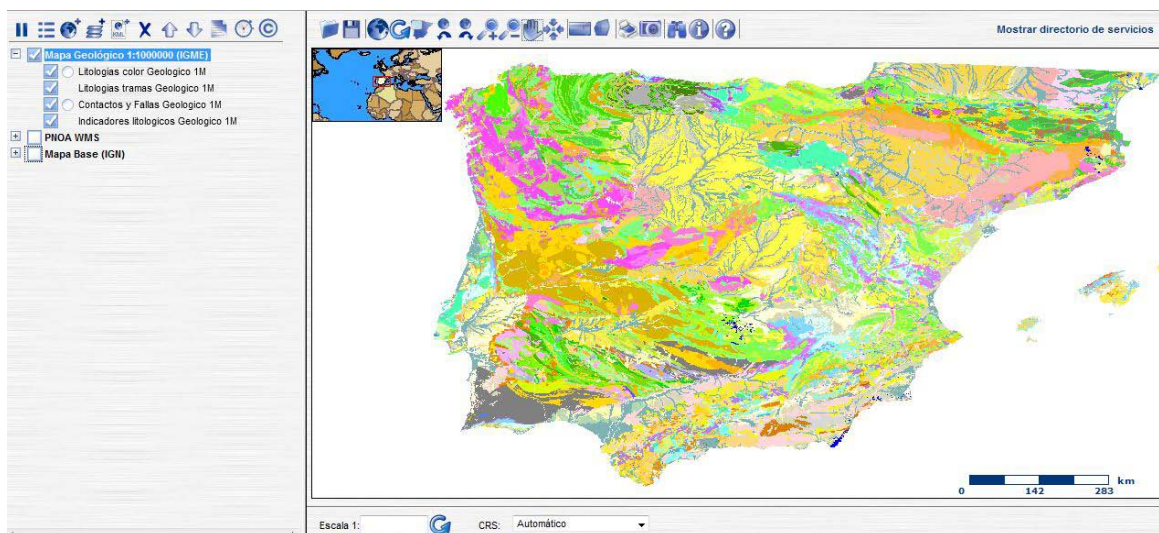 Mostrar directorio de servicios
Mapa Geológico 1:1000000 (IGME)
Litologias color Geologico 1M
Litologias tramas Geologico 1M
Contactos y Fallas Geologico 1M
Indicadores litologicos Geologico 1M
PNOA WMS
Mapa Base (IGN)
km
0 142 283
Escala 1:
CRS: Automático